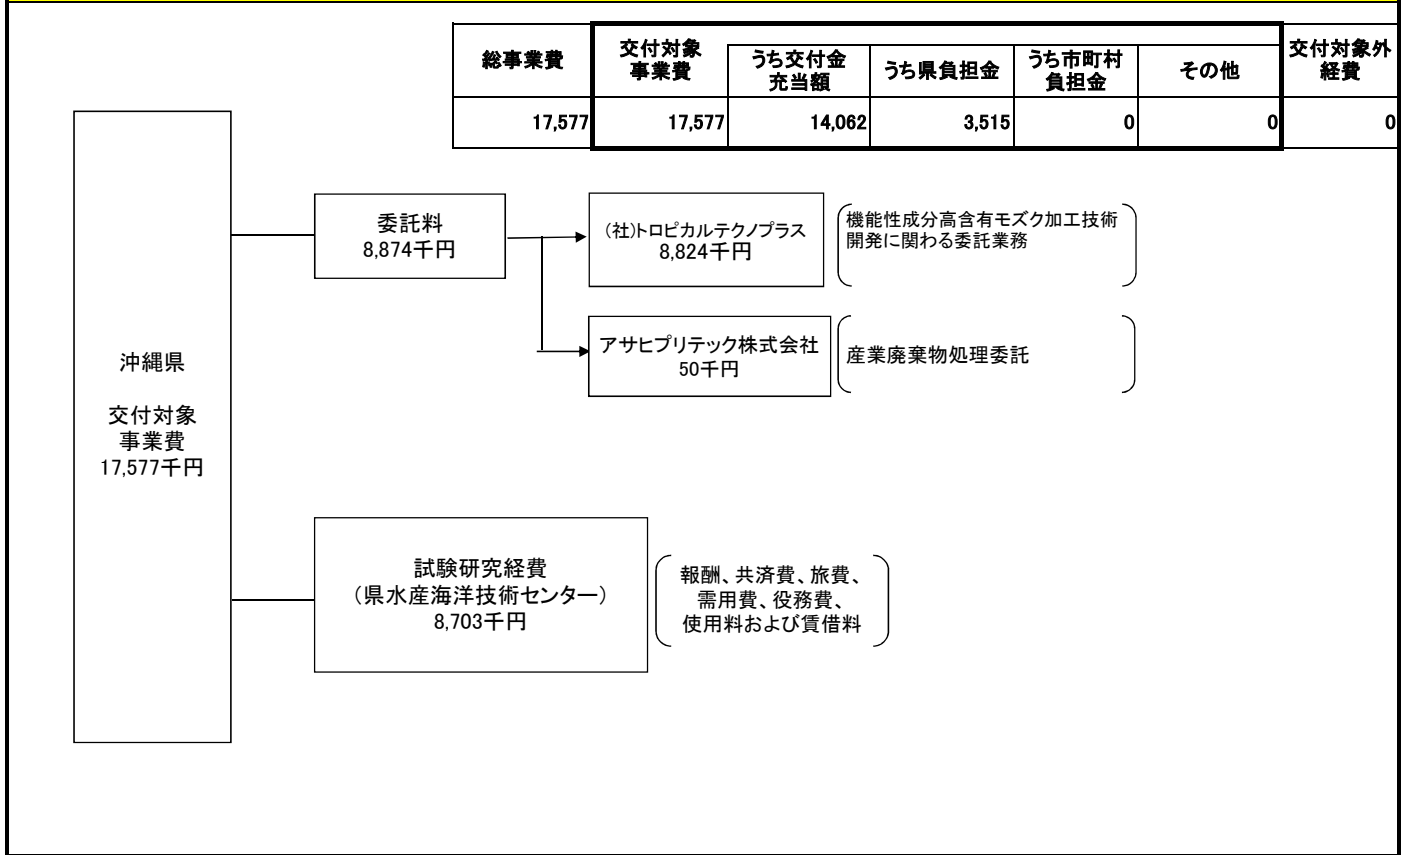 総事業費
交付対象
事業費
うち交付金
充当額
うち県負担金
うち市町村
負担金
その他
交付対象外
経費
17,577 17,577 14,062 3,515 0 0 0
委託料
8,874千円
(社)トロピカルテクノプラス
8,824千円
機能性成分高含有モズク加工技術
開発に関わる委託業務
アサヒプリテック株式会社
50千円
産業廃棄物処理委託
沖縄県
交付対象
事業費
17,577千円
試験研究経費
（県水産海洋技術センター）
8,703千円
報酬、共済費、旅費、
需用費、役務費、
使用料および賃借料